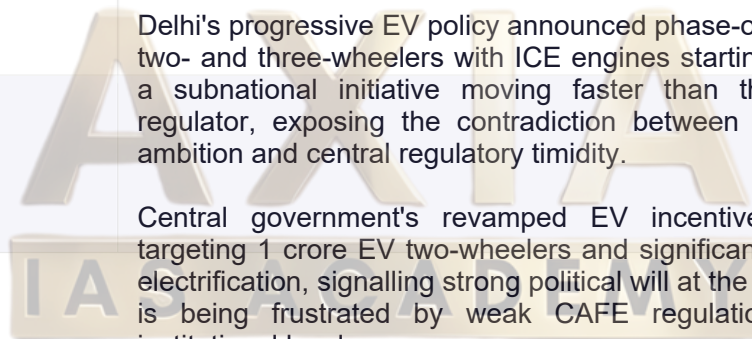 Delhi's progressive EV policy announced phase-o
two- and three-wheelers with ICE engines startin
a subnational initiative moving faster than th
regulator, exposing the contradiction between
ambition and central regulatory timidity.
Central government's revamped EV incentive
targeting 1 crore EV two-wheelers and significan
electrification, signalling strong political will at the
is being frustrated by weak CAFE regulatio
AXIA
IAS ACADEMY